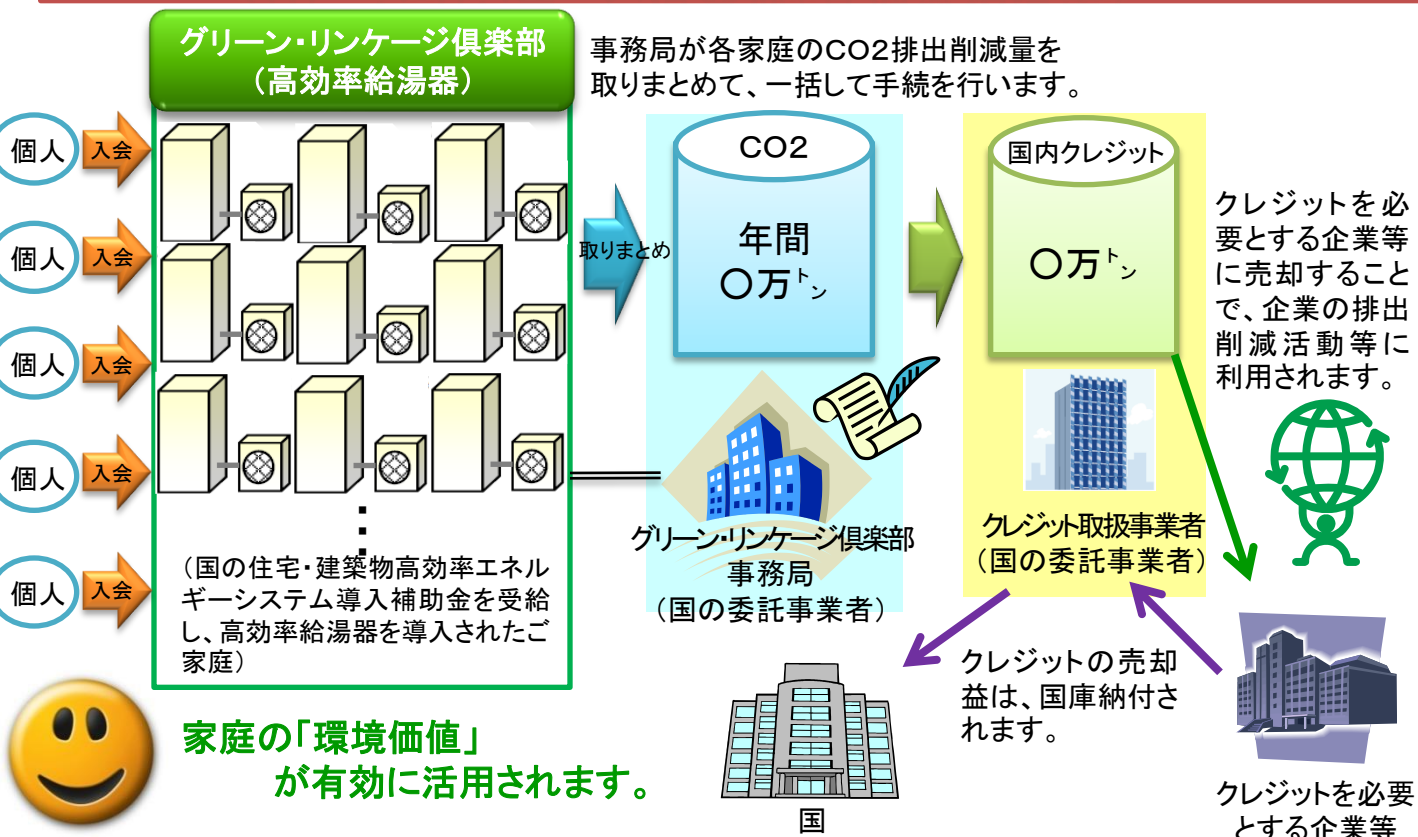 グリーン・リンケージ倶楽部
（高効率給湯器）
事務局が各家庭のCO2排出削減量を
取りまとめて、一括して手続を行います。
個人
入会
個人
入会
個人
入会
個人
入会
個人
入会
取りまとめ
CO2
年間
〇万㌧
国内クレジット
〇万㌧
クレジットを必
要とする企業等
に売却すること
で、企業の排出
削減活動等に
利用されます。
（国の住宅・建築物高効率エネル
ギーシステム導入補助金を受給
し、高効率給湯器を導入されたご
家庭）
グリーン・リンケージ倶楽部
事務局
（国の委託事業者）
クレジット取扱事業者
（国の委託事業者）
クレジットの売却
益は、国庫納付さ
れます。
家庭の「環境価値」
が有効に活用されます。
国
クレジットを必要
とする企業等